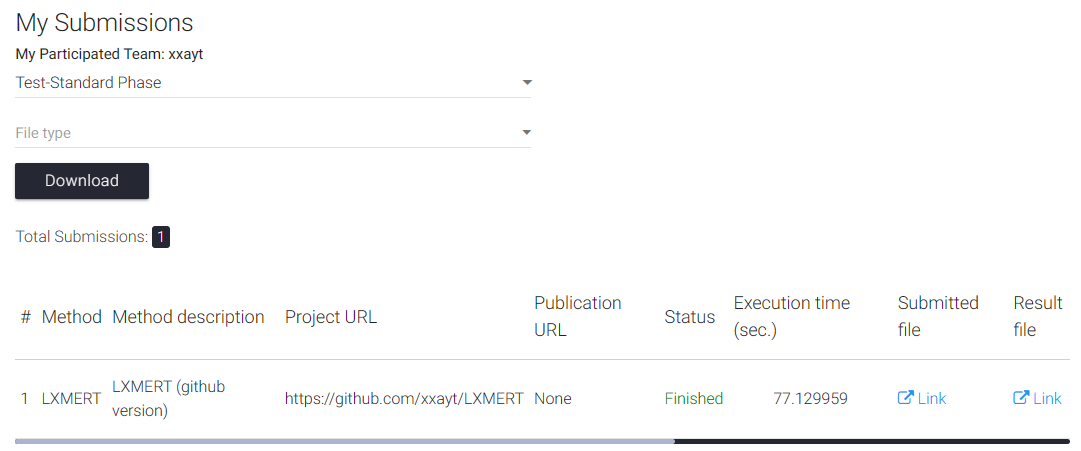 My Submissions
My Participated Team: xxayt
Test-Standard Phase
File type
Download
Total Submissions: 1
# Method Method description Project URL Publication URL Status Execution time (sec.) Submitted file Result file
1 LXMERT LXMERT (github version) https://github.com/xxayt/LXMERT None Finished 77.129959 Link Link